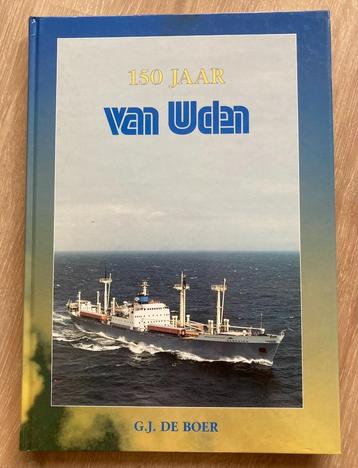 150 JAAR
van Uden
G.J. DE BOER